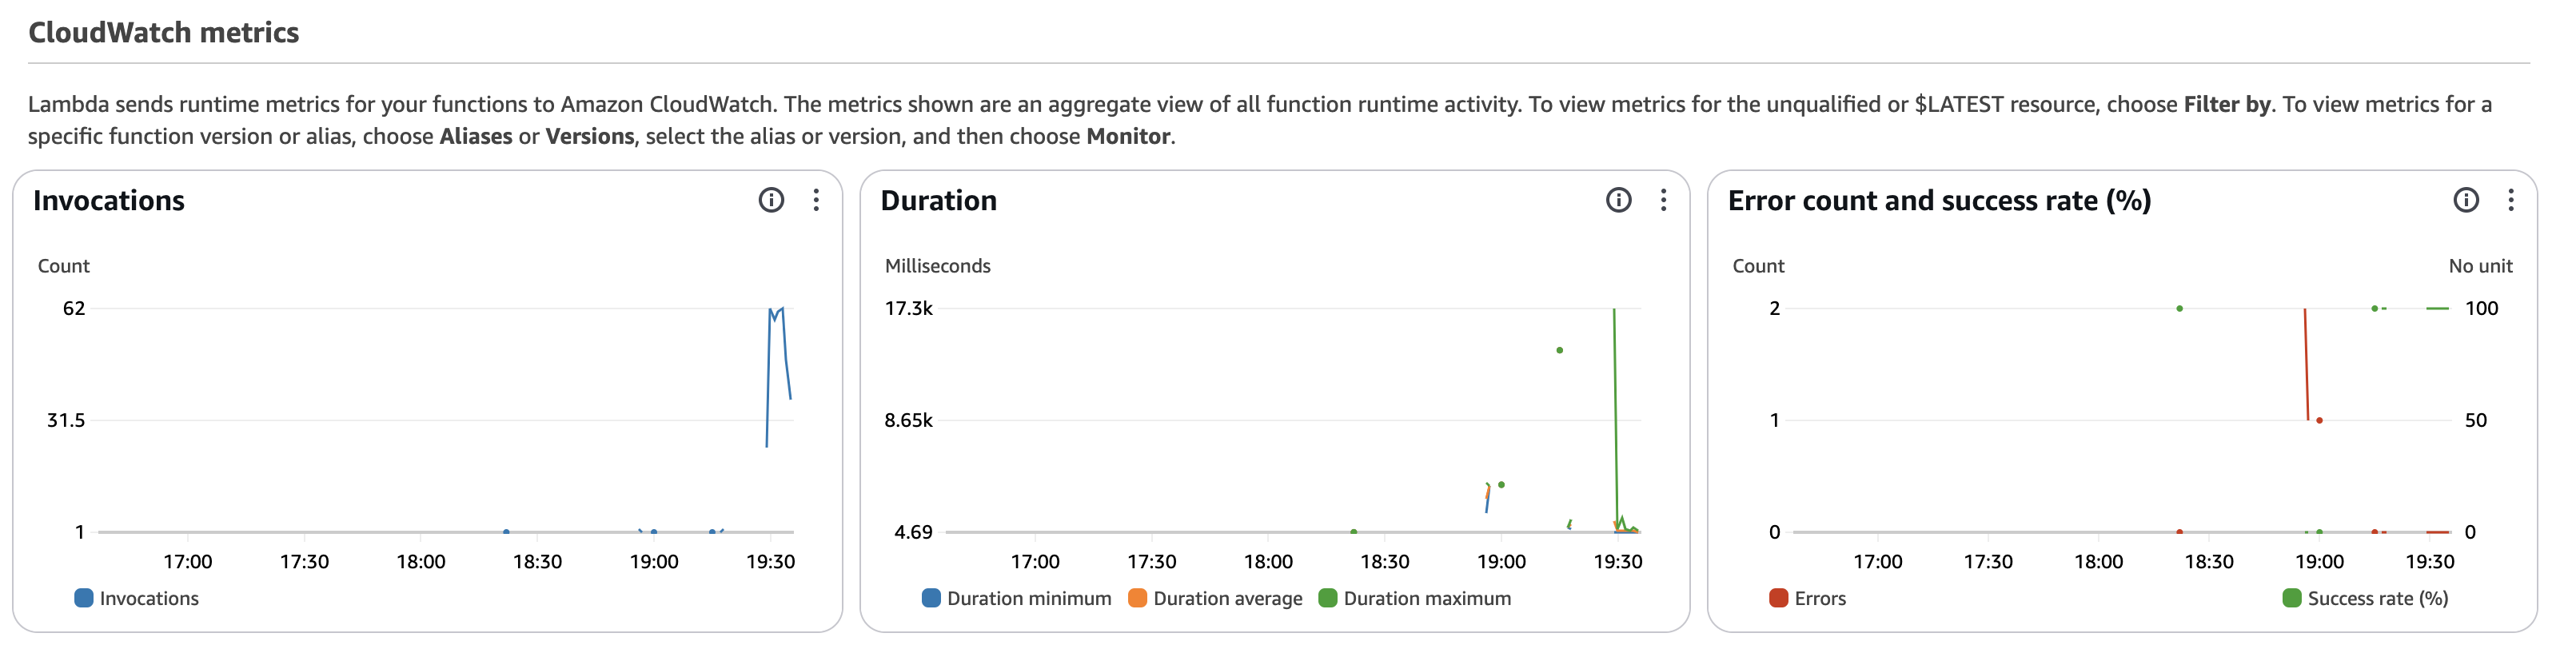 CloudWatch metrics
Lambda sends runtime metrics for your functions to Amazon CloudWatch. The metrics shown are an aggregate view of all function runtime activity. To view metrics for the unqualified or $LATEST resource, choose Filter by. To view metrics for a
specific function version or alias, choose Aliases or Versions, select the alias or version, and then choose Monitor.
Invocations
Count
62
31.5
1
17:00 17:30 18:00 18:30 19:00 19:30
Invocations
Duration
Milliseconds
17.3k
8.65k
4.69
17:00 17:30 18:00 18:30 19:00 19:30
Duration minimum Duration average Duration maximum
Error count and success rate (%)
Count No unit
2 100
1 50
0 0
17:00 17:30 18:00 18:30 19:00 19:30
Errors Success rate (%)